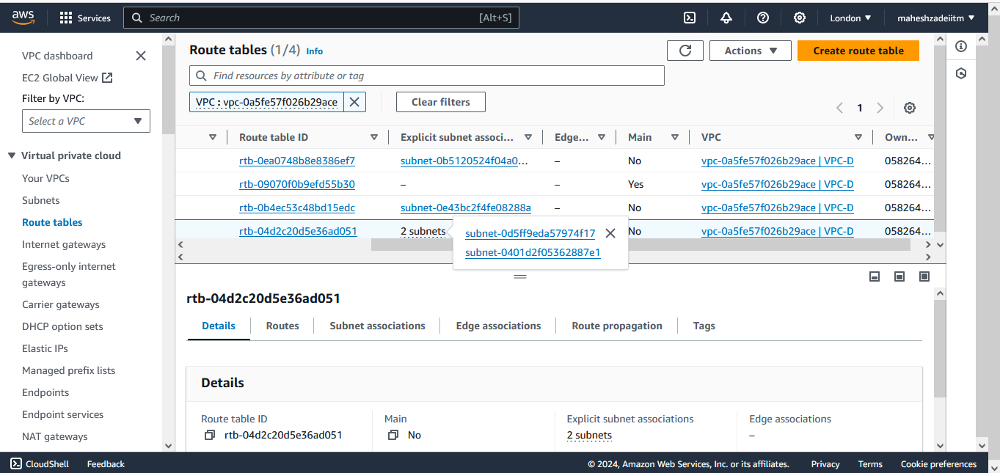 aws
Services
Search
[Alt+S]
London
maheshzadeiitm
VPC dashboard
EC2 Global View
Filter by VPC:
Select a VPC
Virtual private cloud
Your VPCs
Subnets
Route tables
Internet gateways
Egress-only internet
gateways
Carrier gateways
DHCP option sets
Elastic IPs
Managed prefix lists
Endpoints
Endpoint services
NAT gateways
Route tables (1/4) Info
Actions
Create route table
Find resources by attribute or tag
VPC : vpc-0a5fe57f026b29ace
Clear filters
1
Route table ID Explicit subnet associ... Edge... Main VPC Own...
rtb-0ea0748b8e8386ef7 subnet-0b5120524f04a0... – No vpc-0a5fe57f026b29ace | VPC-D 058264...
rtb-09070f0b9efd55b30 – – Yes vpc-0a5fe57f026b29ace | VPC-D 058264...
rtb-0b4ec53c48bd15edc subnet-0e43bc2f4fe08288a – No vpc-0a5fe57f026b29ace | VPC-D 058264...
rtb-04d2c20d5e36ad051 2 subnets No vpc-0a5fe57f026b29ace | VPC-D 058264...
subnet-0d5ff9eda57974f17
subnet-0401d2f05362887e1
rtb-04d2c20d5e36ad051
Details Routes Subnet associations Edge associations Route propagation Tags
Details
Route table ID
rtb-04d2c20d5e36ad051
Main
No
Explicit subnet associations
2 subnets
Edge associations
–
CloudShell
Feedback
© 2024, Amazon Web Services, Inc. or its affiliates.
Privacy
Terms
Cookie preferences